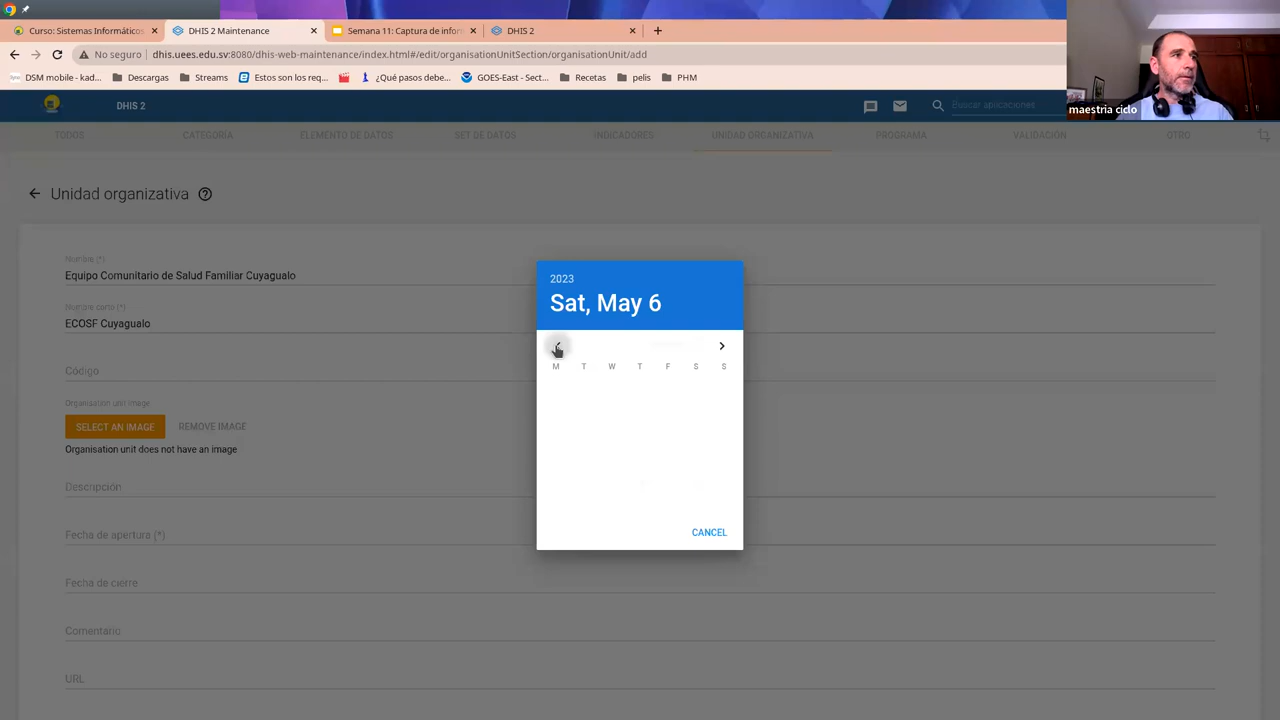 Curso: Sistemas Informáticos
DHIS 2 Maintenance
Semana 11: Captura de infor
DHIS 2
No seguro
dhis.uees.edu.sv:8080/dhis-web-maintenance/index.html#/edit/organisationUnitSection/organisationUnit/add
DSM mobile - kad...
Descargas
Streams
Estos son los req...
¿Qué pasos debe...
GOES-East - Sect...
Recetas
pelis
PHM
maestria ciclo
DHIS 2
Buscar aplicaciones
TODOS
CATEGORÍA
ELEMENTO DE DATOS
SET DE DATOS
INDICADORES
UNIDAD ORGANIZATIVA
PROGRAMA
VALIDACIÓN
OTRO
Unidad organizativa
Nombre (*)
Equipo Comunitario de Salud Familiar Cuyagualo
Nombre corto (*)
ECOSF Cuyagualo
Código
Organisation unit image
SELECT AN IMAGE
REMOVE IMAGE
Organisation unit does not have an image
Descripción
Fecha de apertura (*)
Fecha de cierre
Comentario
URL
2023
Sat, May 6
M T W T F S S
CANCEL